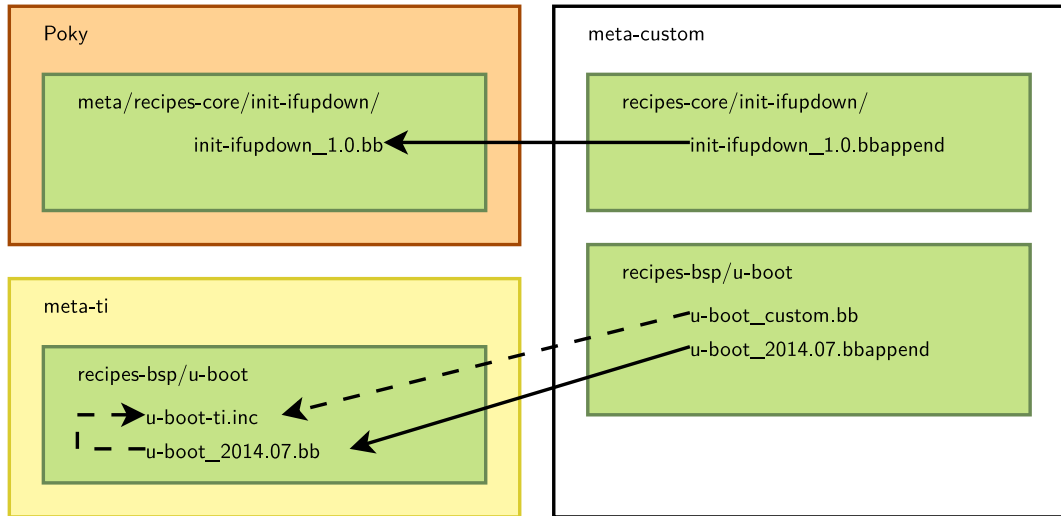 Poky
meta/recipes-core/init-ifupdown/
init-ifupdown_1.0.bb
meta-ti
recipes-bsp/u-boot
u-boot-ti.inc
u-boot_2014.07.bb
meta-custom
recipes-core/init-ifupdown/
init-ifupdown_1.0.bbappend
recipes-bsp/u-boot
u-boot_custom.bb
u-boot_2014.07.bbappend